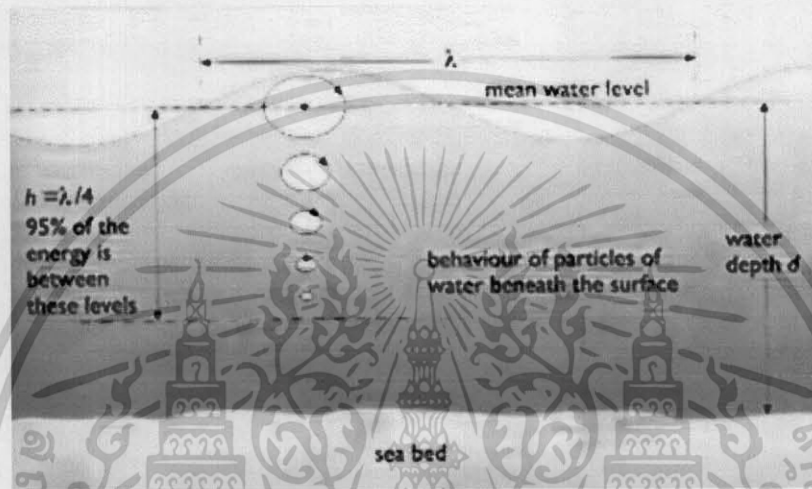 λ
mean water level
h = λ/4
95% of the
energy is
between
these levels
behaviour of particles of
water beneath the surface
water
depth d
sea bed